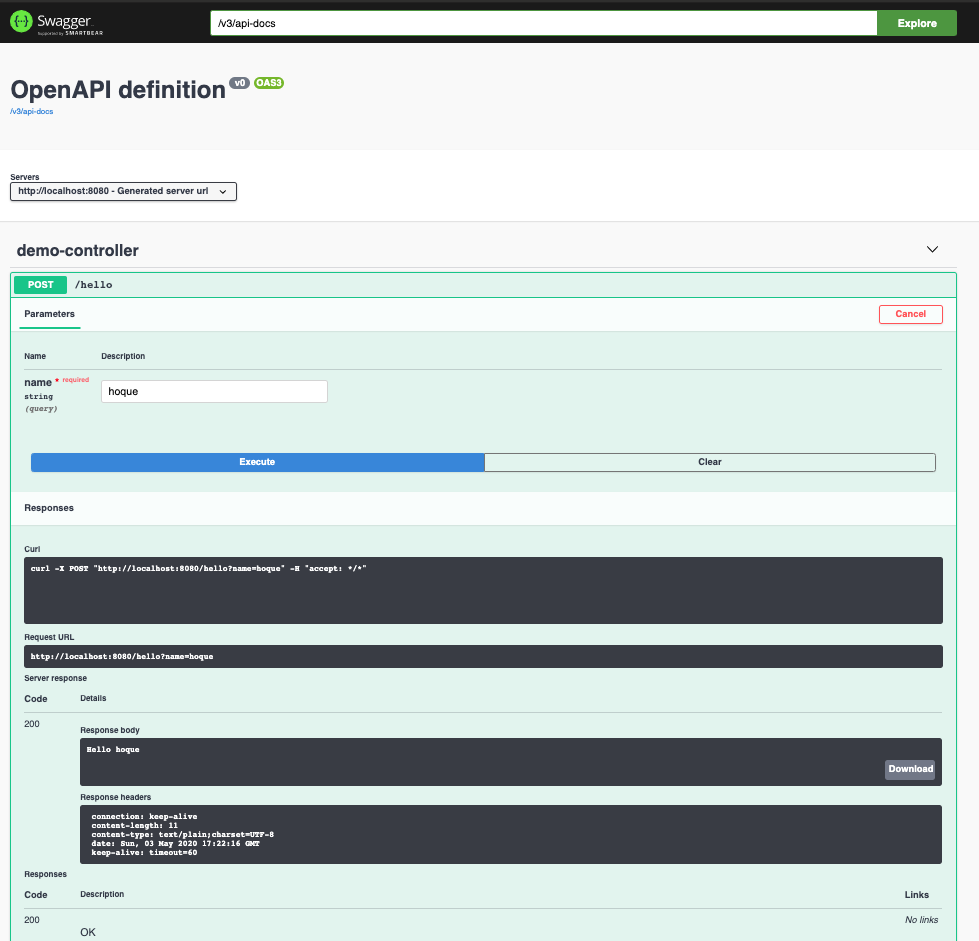 Swagger
Supported by SMARTBEAR
/v3/api-docs
Explore
OpenAPI definition v0 OAS3
/v3/api-docs
Servers
http://localhost:8080 - Generated server url
demo-controller
POST /hello
Parameters
Cancel
Name Description
name * required
string
(query)
hoque
Execute Clear
Responses
Curl
curl -X POST "http://localhost:8080/hello?name=hoque" -H "accept: */*"
Request URL
http://localhost:8080/hello?name=hoque
Server response
Code Details
200
Response body
Hello hoque
Download
Response headers
connection: keep-alive
content-length: 11
content-type: text/plain;charset=UTF-8
date: Sun, 03 May 2020 17:22:16 GMT
keep-alive: timeout=60
Responses
Code Description Links
200 No links
OK